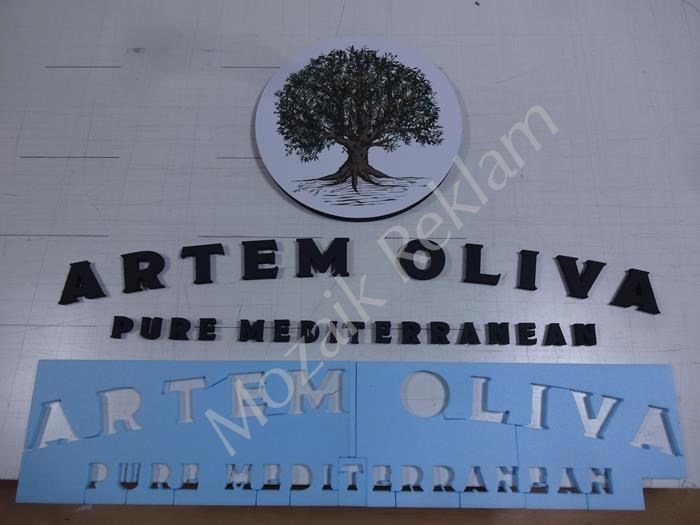 ARTEM OLIVA
PURE MEDITERRANEAN
Mozaik Reklam
ARTEM OLIVA
PURE MEDITERRANEAN